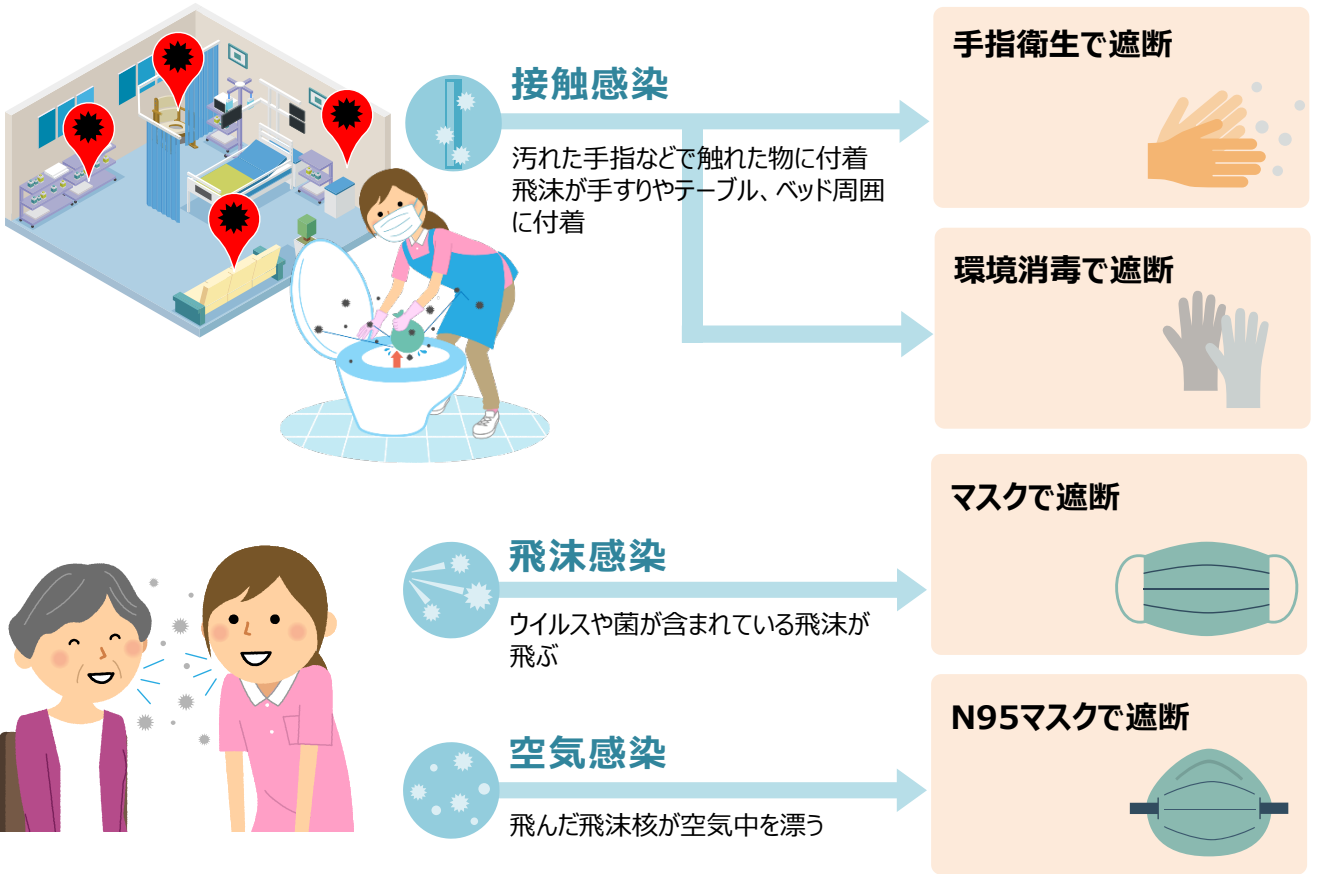 接触感染
汚れた手指などで触れた物に付着
飛沫が手すりやテーブル、ベッド周囲
に付着
手指衛生で遮断
環境消毒で遮断
飛沫感染
ウイルスや菌が含まれている飛沫が
飛ぶ
マスクで遮断
空気感染
飛んだ飛沫核が空気中を漂う
N95マスクで遮断